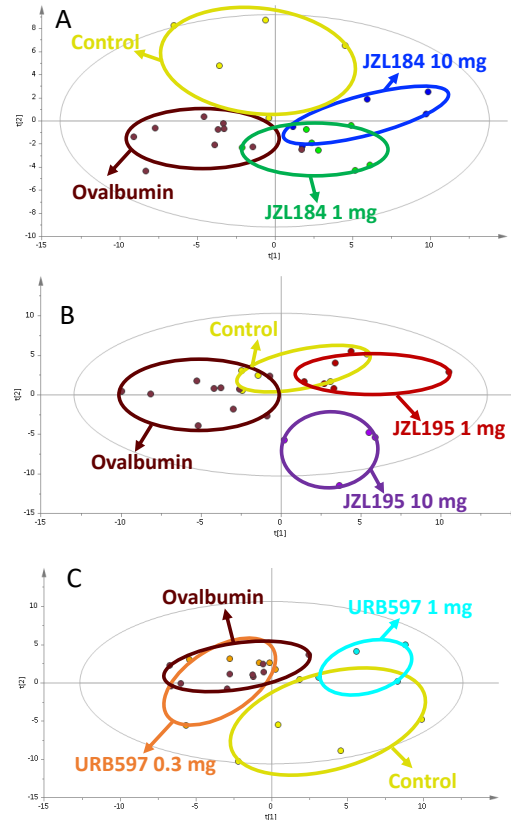 A
8
6
4
2
0
-2
-4
-6
-8
-10
t[2]
Control
JZL184 10 mg
Ovalbumin
JZL184 1 mg
-15
-10
-5
0
5
10
t[1]
B
10
5
0
-5
-10
-15
t[2]
Control
Ovalbumin
JZL195 1 mg
JZL195 10 mg
-15
-10
-5
0
5
10
t[1]
C
10
5
0
-5
-10
-15
t[2]
Ovalbumin
URB597 1 mg
URB597 0.3 mg
Control
-15
-10
-5
0
5
10
t[1]